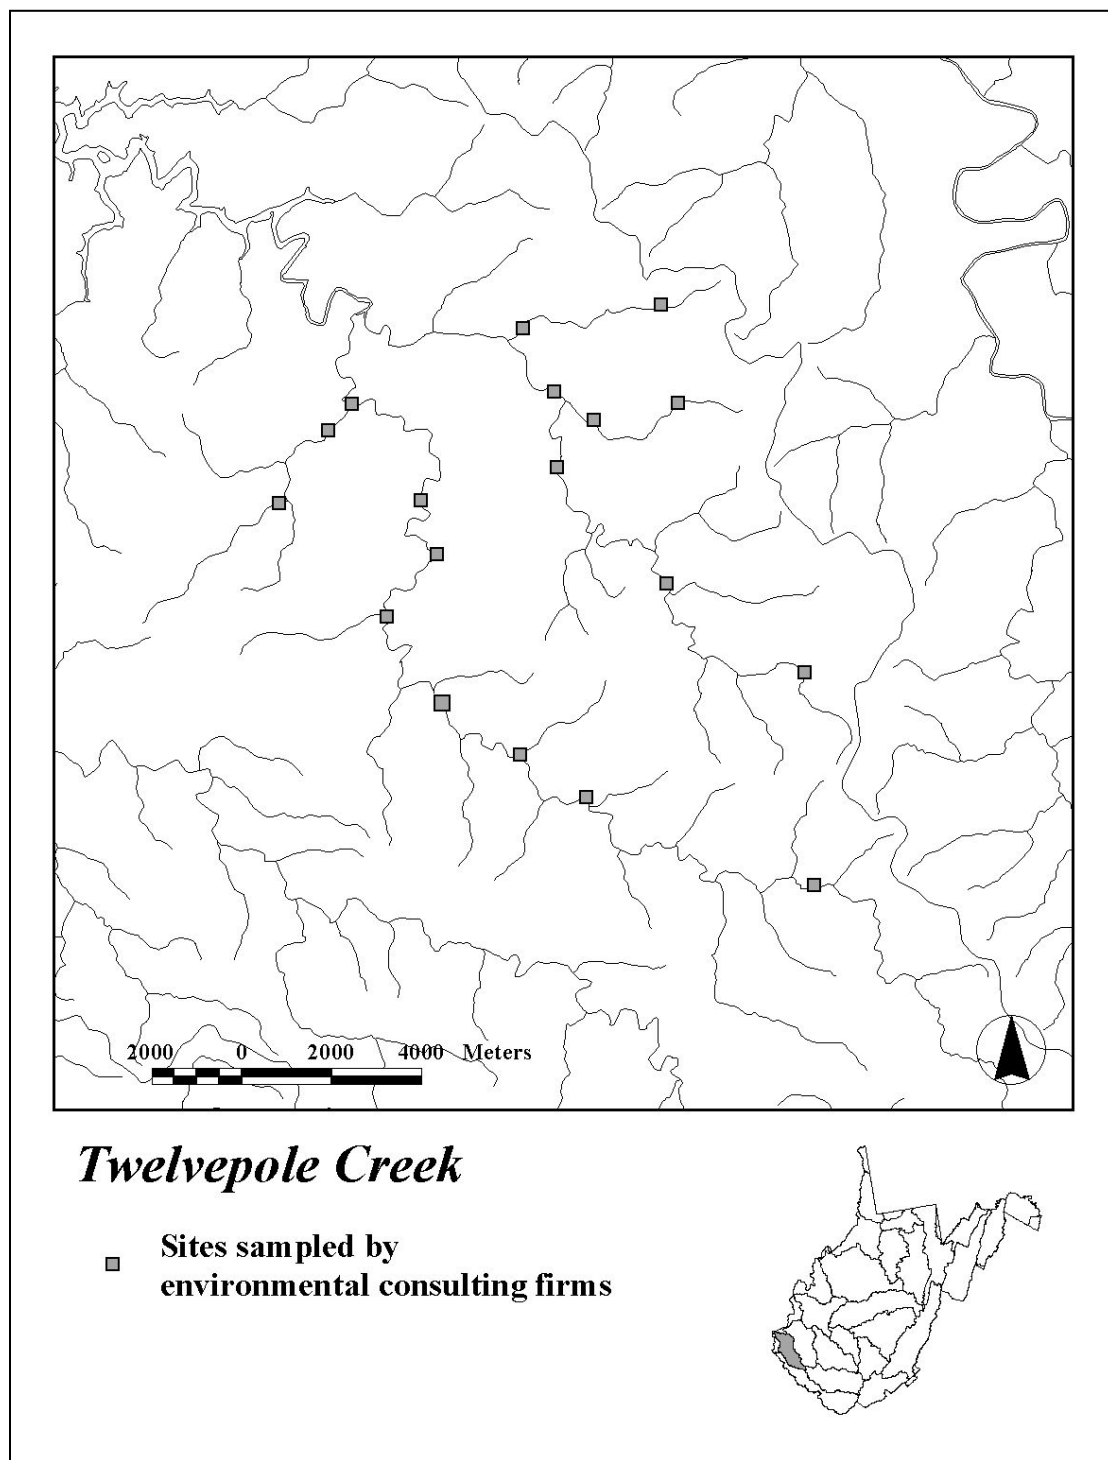 2000 0 2000 4000 Meters
Twelvepole Creek
Sites sampled by
environmental consulting firms